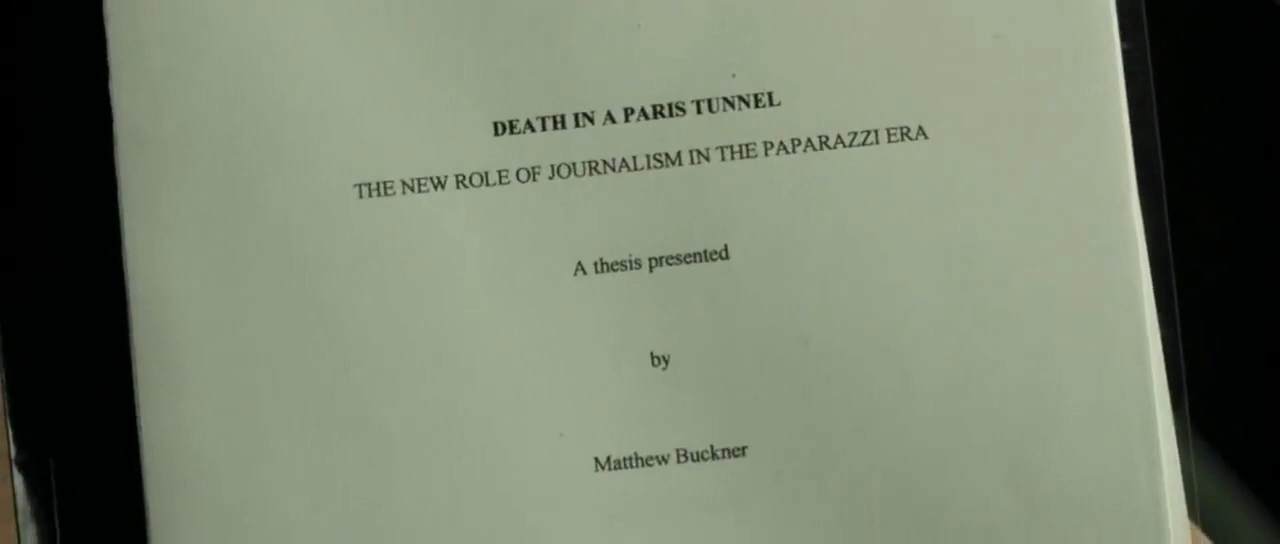 DEATH IN A PARIS TUNNEL
THE NEW ROLE OF JOURNALISM IN THE PAPARAZZI ERA
A thesis presented
by
Matthew Buckner